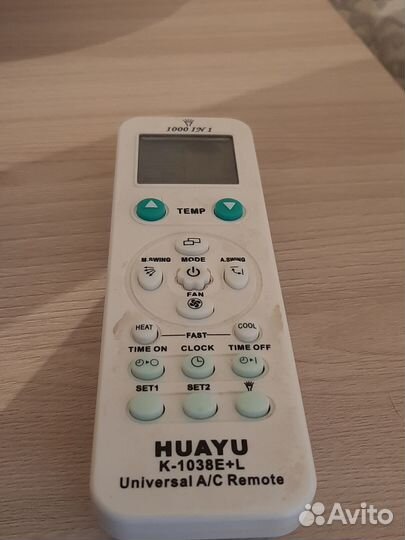 1000 IN 1
TEMP
M.SWING MODE A.SWING
FAN
HEAT FAST COOL
TIME ON CLOCK TIME OFF
SET1 SET2
HUAYU
K-1038E+L
Universal A/C Remote
Avito